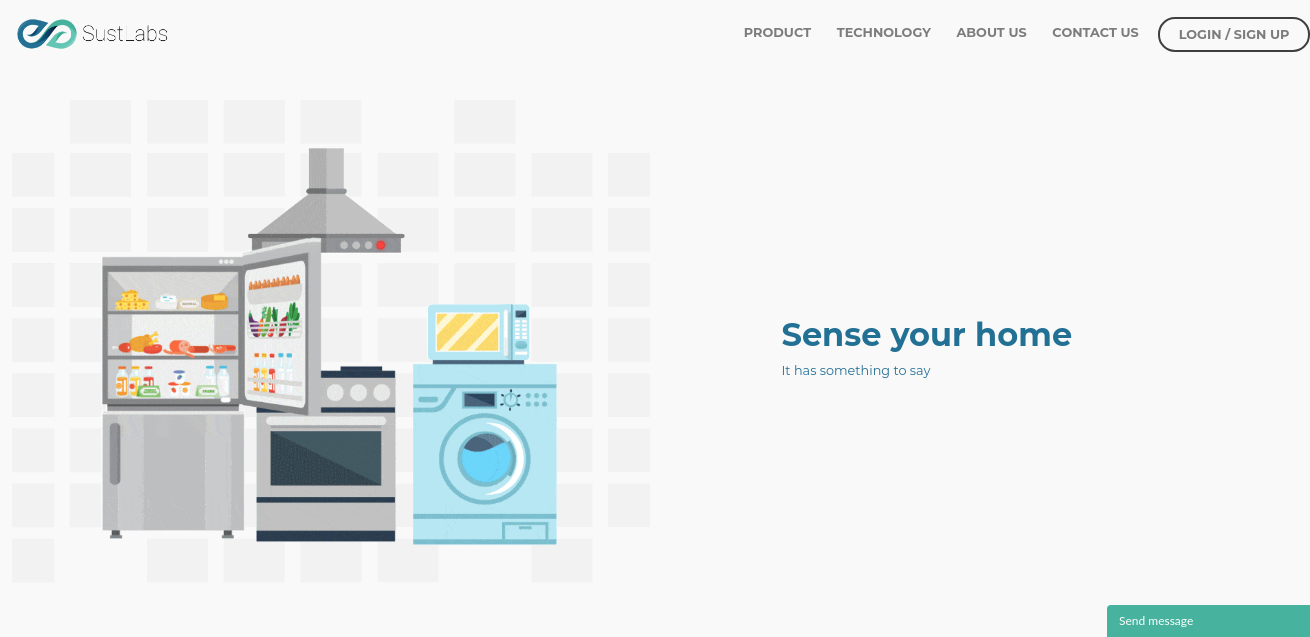 SustLabs
PRODUCT
TECHNOLOGY
ABOUT US
CONTACT US
LOGIN / SIGN UP
Sense your home
It has something to say
Send message